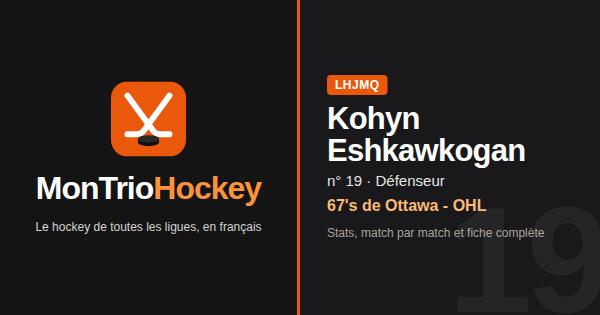 MonTrioHockey
Le hockey de toutes les ligues, en français
LHJMQ
Kohyn
Eshkawkogan
n° 19 · Défenseur
67's de Ottawa - OHL
Stats, match par match et fiche complète
19